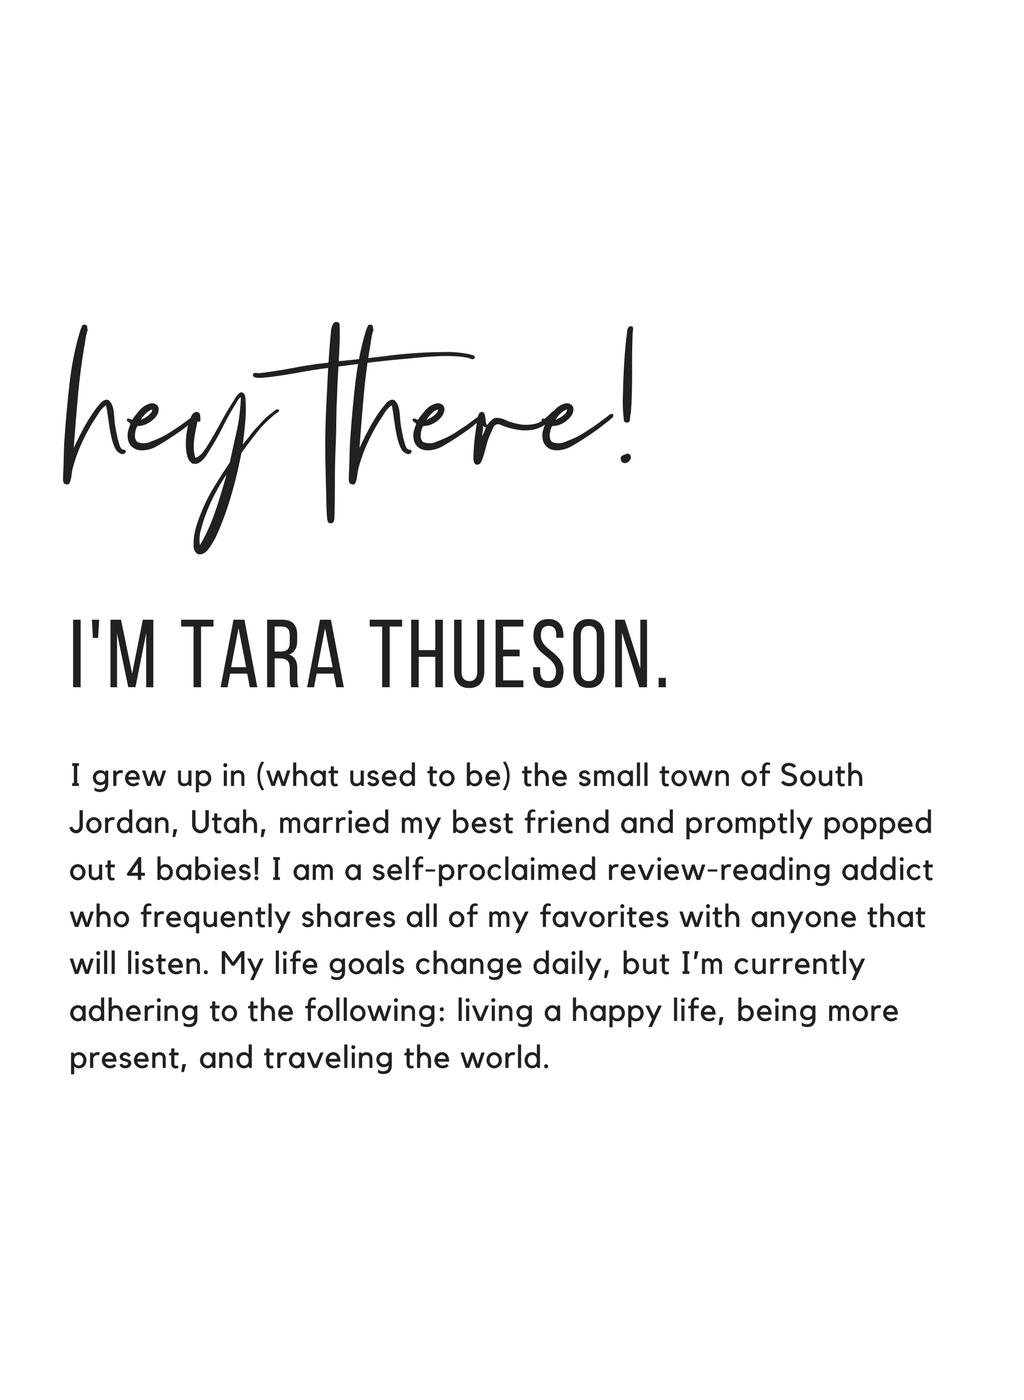 hey there!
I'M TARA THUESON.
I grew up in (what used to be) the small town of South
Jordan, Utah, married my best friend and promptly popped
out 4 babies! I am a self-proclaimed review-reading addict
who frequently shares all of my favorites with anyone that
will listen. My life goals change daily, but I’m currently
adhering to the following: living a happy life, being more
present, and traveling the world.